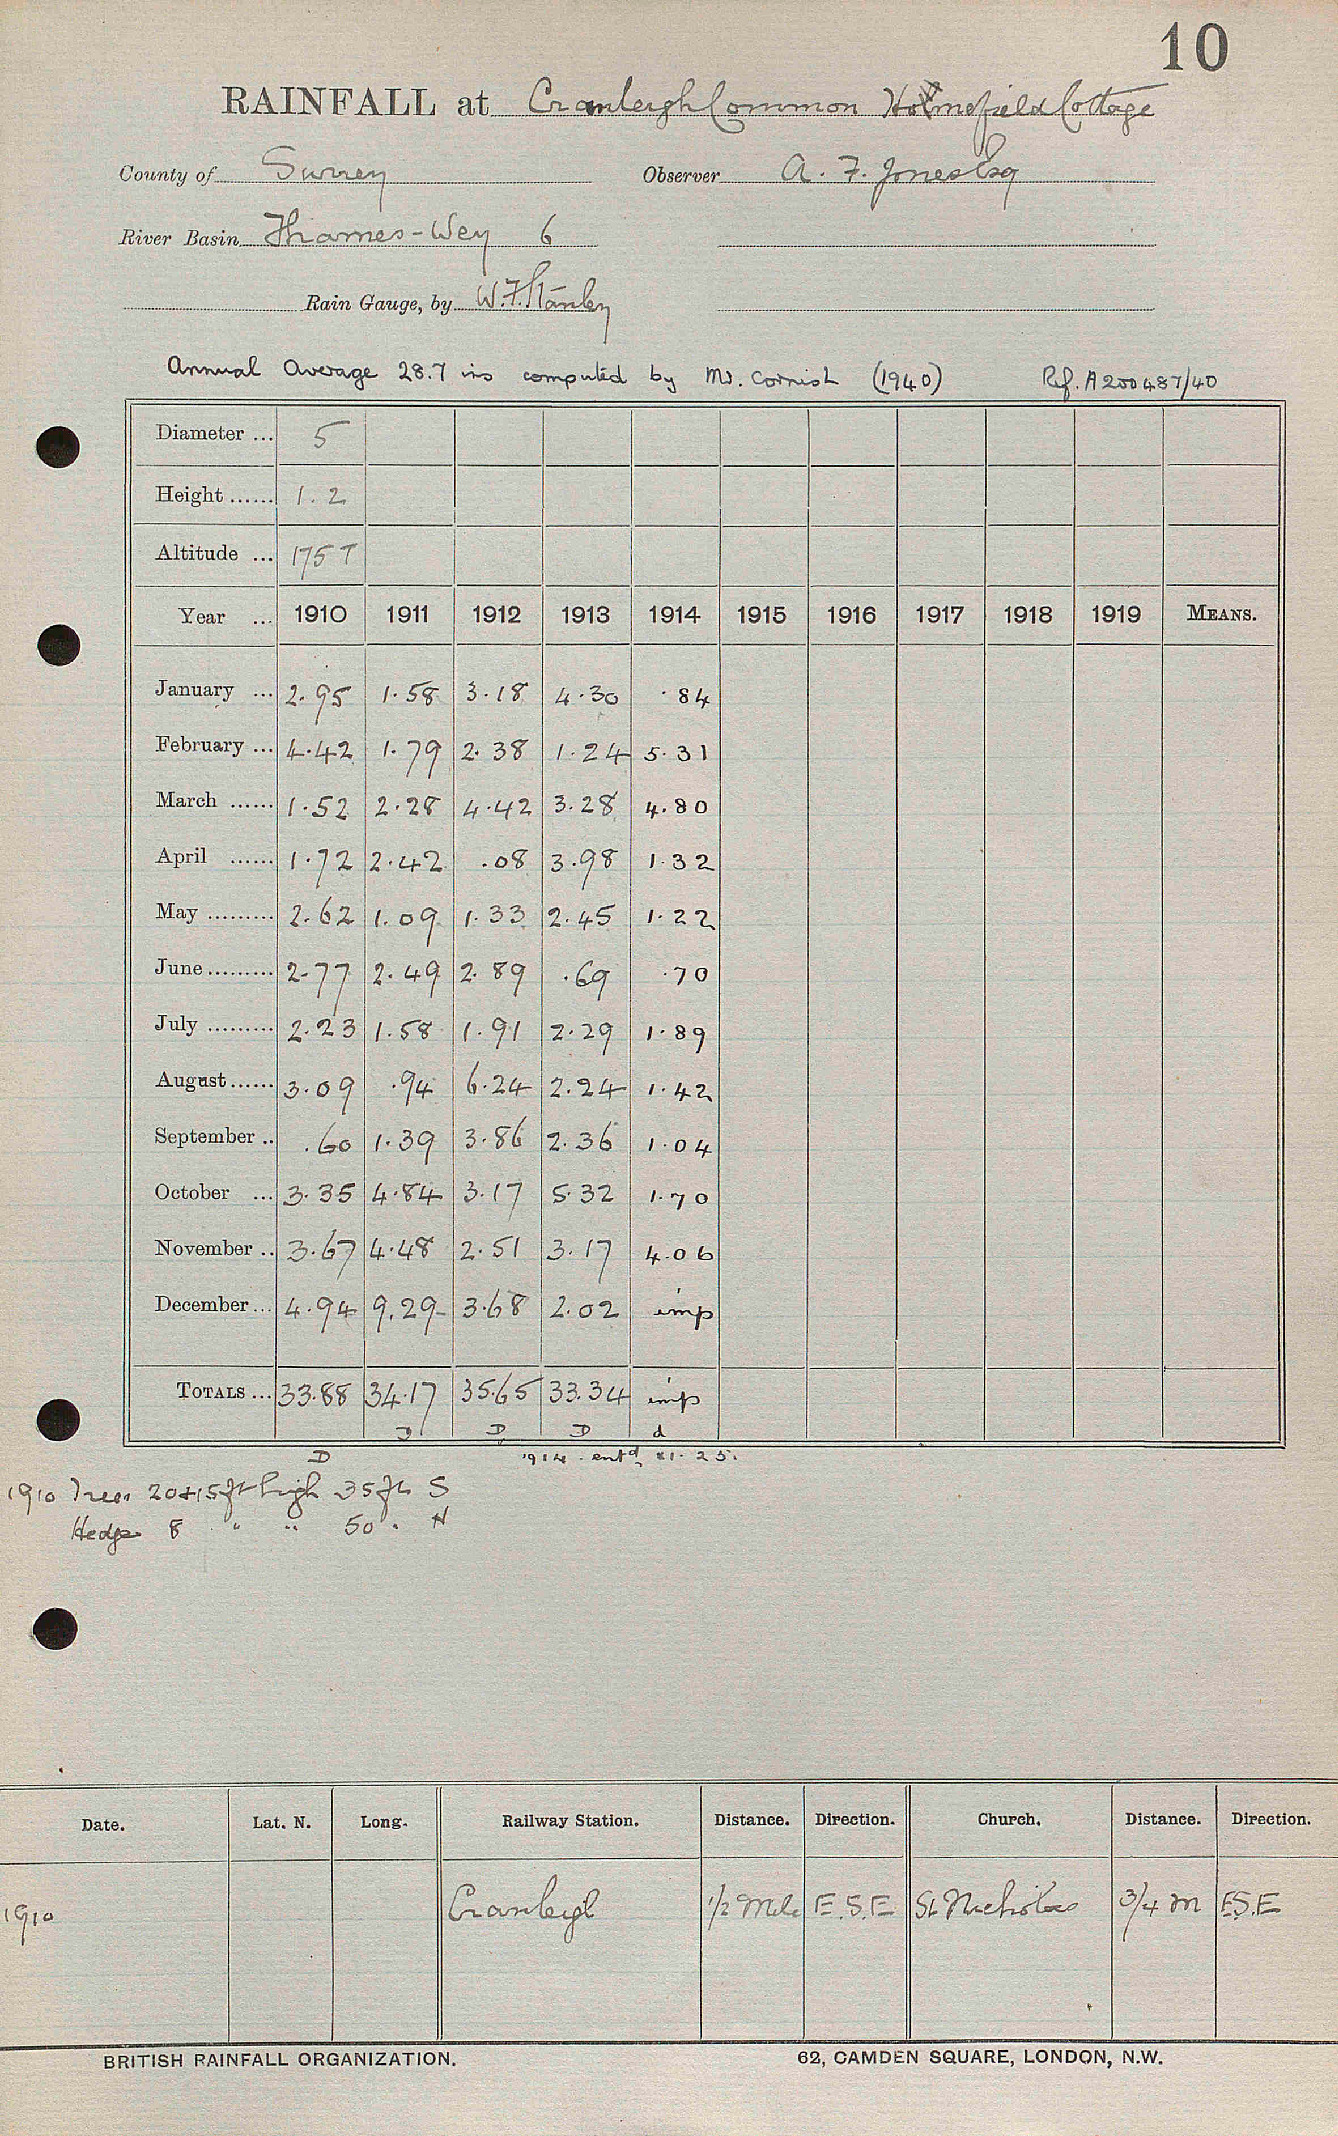 10
RAINFALL at Cranleigh Common Holmsfield Cottage
County of Surrey Observer A. F. Jones Esq
River Basin Thames-Wey 6
Rain Gauge, by W. F. Stanley
Annual Average 28.7 ins computed by Mr. Cornish (1940) Ref. A200487/40
Diameter ... 5
Height ...... 1.2
Altitude ... 175 T
Year ... 1910 1911 1912 1913 1914 1915 1916 1917 1918 1919 MEANS.
January ... 2.95 1.58 3.18 4.30 .84
February ... 4.42 1.79 2.38 1.24 5.31
March ...... 1.52 2.28 4.42 3.28 4.80
April ...... 1.72 2.42 .08 3.98 1.32
May ......... 2.62 1.09 1.33 2.45 1.22
June ......... 2.77 2.49 2.89 .69 .70
July ......... 2.23 1.58 1.91 2.29 1.89
August ...... 3.09 .94 6.24 2.24 1.42
September .. .60 1.39 3.86 2.36 1.04
October ... 3.35 4.84 3.17 5.32 1.70
November .. 3.67 4.48 2.51 3.17 4.06
December ... 4.94 9.29 3.68 2.02 imp
TOTALS ... 33.88 34.17 35.65 33.34 imp
D D D d
D 1914 entd
1910 Trees 20+15 ft high 35 ft S
Hedge 8 " " 50 " N
Date. Lat. N. Long. Railway Station. Distance. Direction. Church. Distance. Direction.
1910 Cranleigh 1/2 Mile E.S.E St Nicholas 3/4 m E.S.E
BRITISH RAINFALL ORGANIZATION. 62, CAMDEN SQUARE, LONDON, N.W.